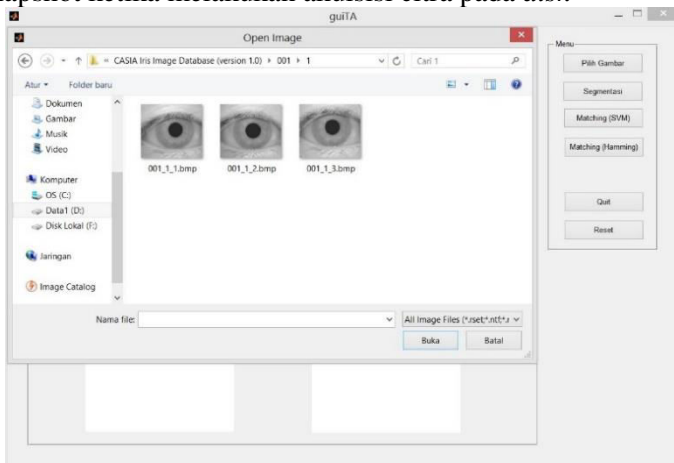 guiTA
Open Image
« CASIA Iris Image Database (version 1.0) › 001 › 1
Cari 1
Atur
Folder baru
Dokumen
Gambar
Musik
Video
Komputer
OS (C:)
Data1 (D:)
Disk Lokal (F:)
Jaringan
Image Catalog
001_1_1.bmp
001_1_2.bmp
001_1_3.bmp
Nama file:
All Image Files
Buka
Batal
Menu
Pilih Gambar
Segmentasi
Matching (SVM)
Matching (Hamming)
Quit
Reset